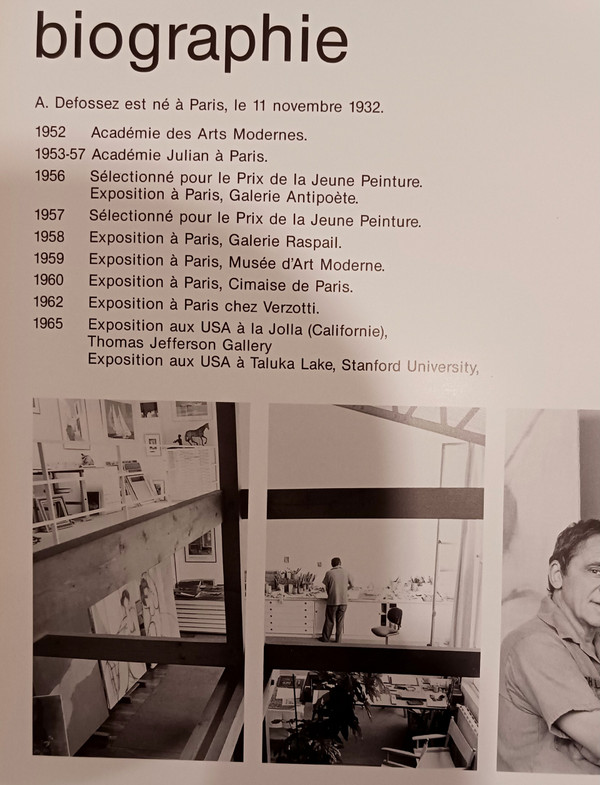 biographie
A. Defossez est né à Paris, le 11 novembre 1932.
1952 Académie des Arts Modernes.
1953-57 Académie Julian à Paris.
1956 Sélectionné pour le Prix de la Jeune Peinture.
Exposition à Paris, Galerie Antipoète.
1957 Sélectionné pour le Prix de la Jeune Peinture.
1958 Exposition à Paris, Galerie Raspail.
1959 Exposition à Paris, Musée d'Art Moderne.
1960 Exposition à Paris, Cimaise de Paris.
1962 Exposition à Paris chez Verzotti.
1965 Exposition aux USA à la Jolla (Californie),
Thomas Jefferson Gallery
Exposition aux USA à Taluka Lake, Stanford University,